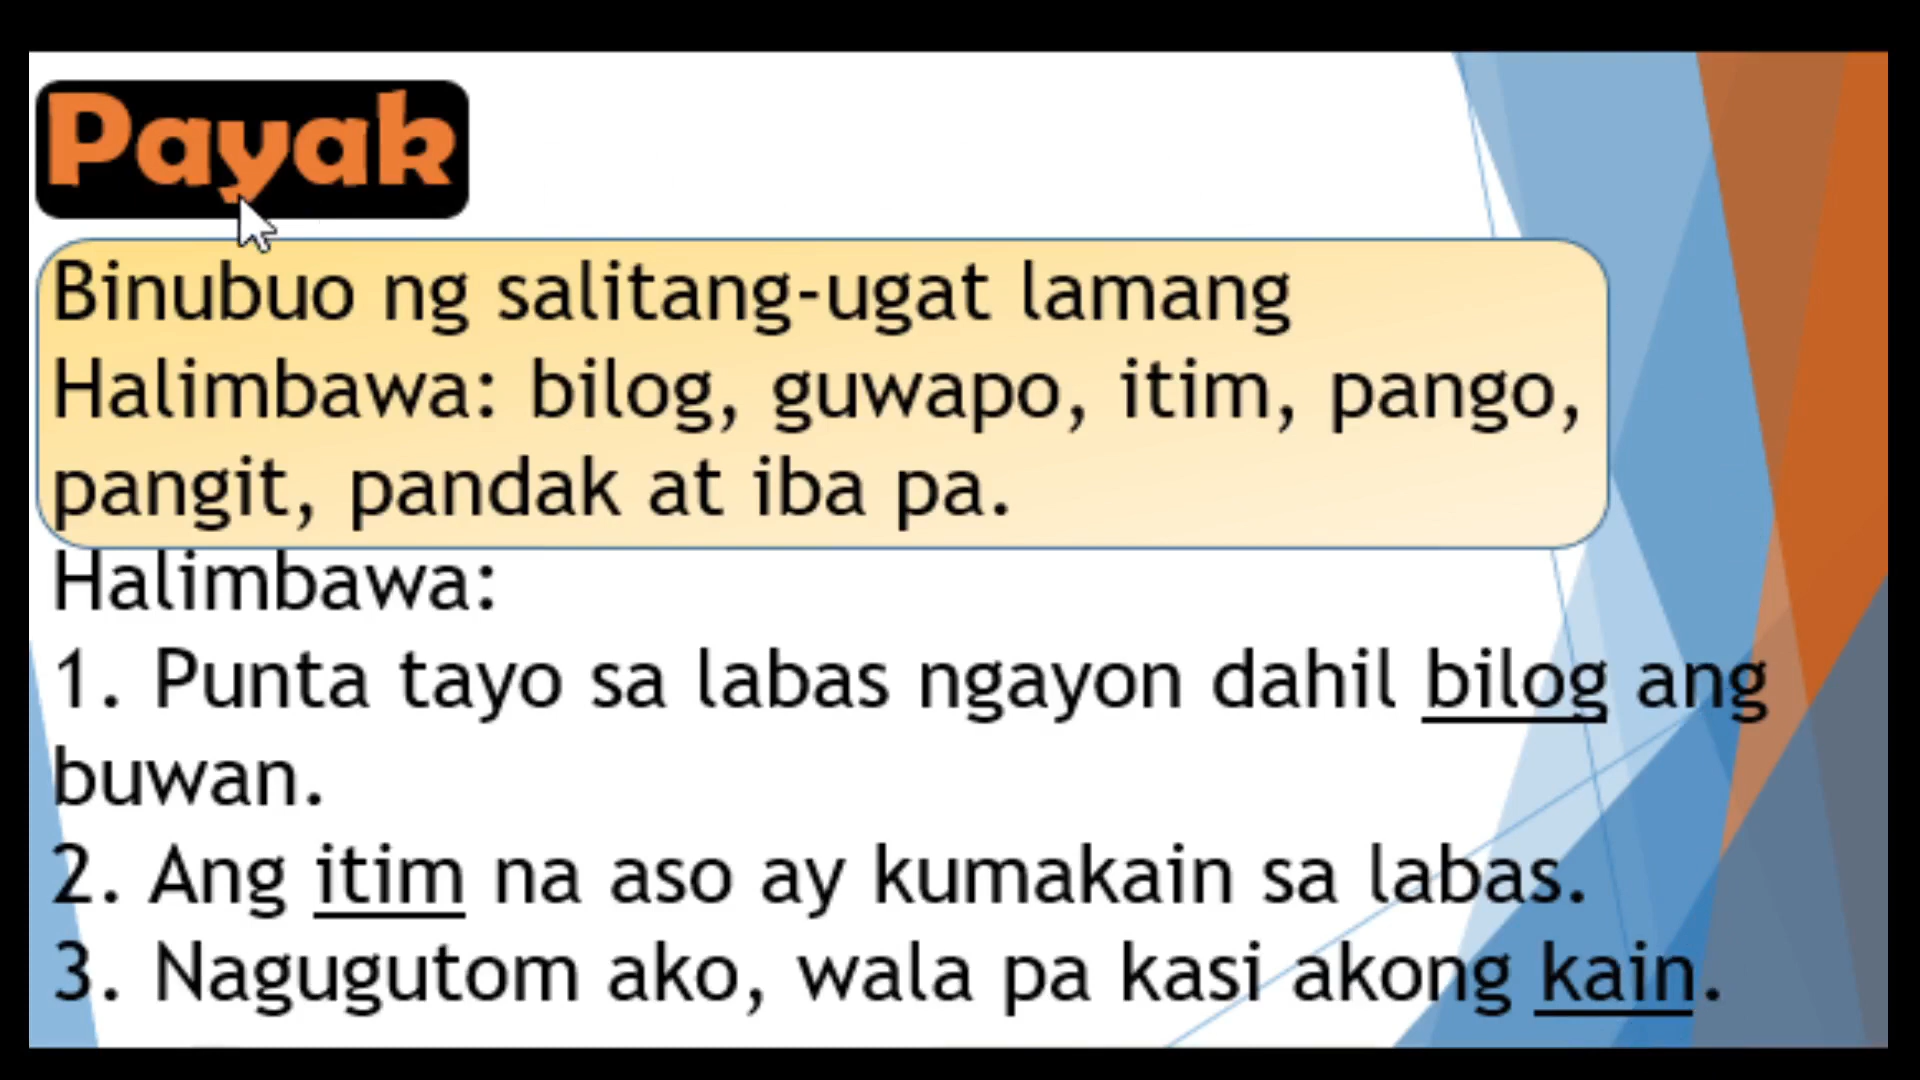 Payak
Binubuo ng salitang-ugat lamang
Halimbawa: bilog, guwapo, itim, pango,
pangit, pandak at iba pa.
Halimbawa:
1. Punta tayo sa labas ngayon dahil bilog ang
buwan.
2. Ang itim na aso ay kumakain sa labas.
3. Nagugutom ako, wala pa kasi akong kain.